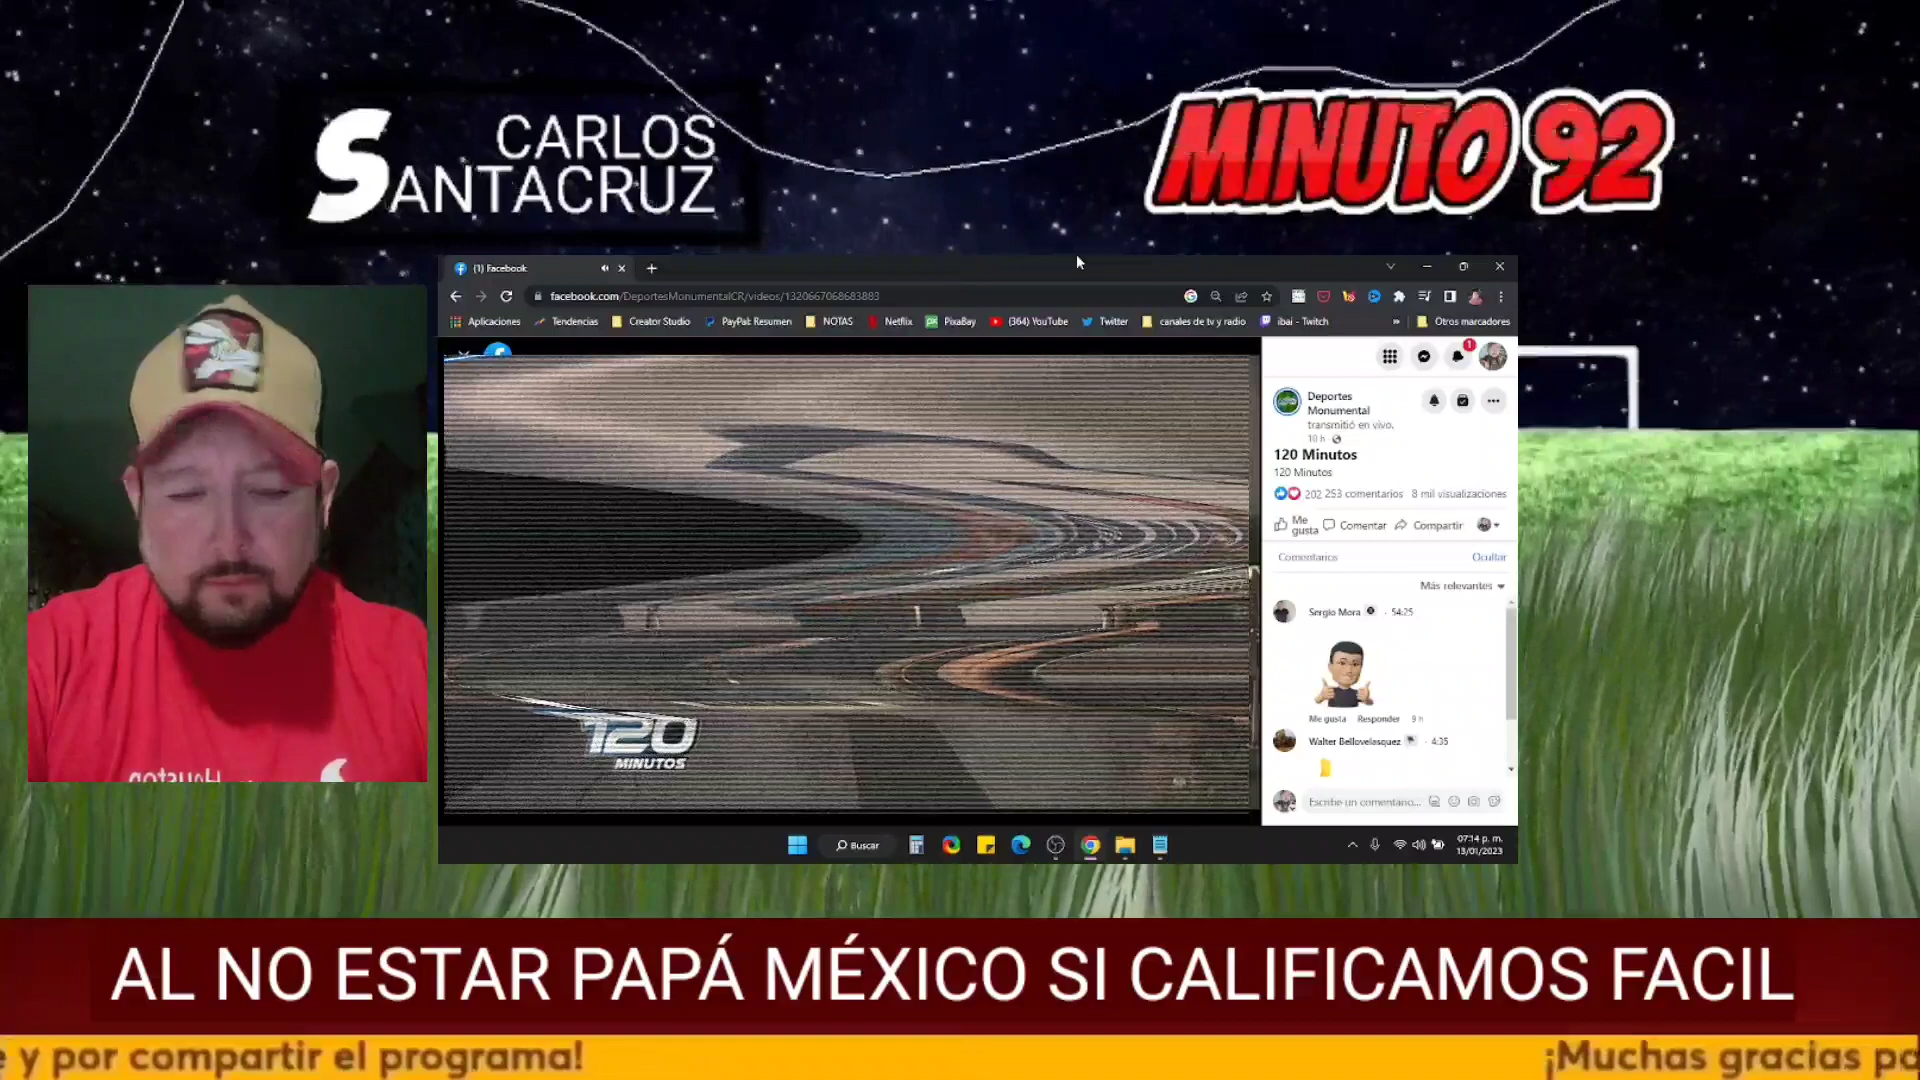 CARLOS
SANTACRUZ
MINUTO 92
(1) Facebook
facebook.com/DeportesMonumentalCR/videos/1320667068683883
Aplicaciones
Tendencias
Creator Studio
PayPal: Resumen
NOTAS
Netflix
PixaBay
(364) YouTube
Twitter
canales de tv y radio
ibai - Twitch
»
Otros marcadores
1
Deportes
Monumental
transmitió en vivo.
10 h
120 Minutos
120 Minutos
202 253 comentarios 8 mil visualizaciones
Me gusta
Comentar
Compartir
Comentarios
Ocultar
Más relevantes
Sergio Mora · 54:25
Me gusta Responder 9 h
Walter Bellovelasquez · 4:35
Escribe un comentario...
120
MINUTOS
Buscar
07:14 p. m.
13/01/2023
AL NO ESTAR PAPÁ MÉXICO SI CALIFICAMOS FACIL
e y por compartir el programa!
¡Muchas gracias po